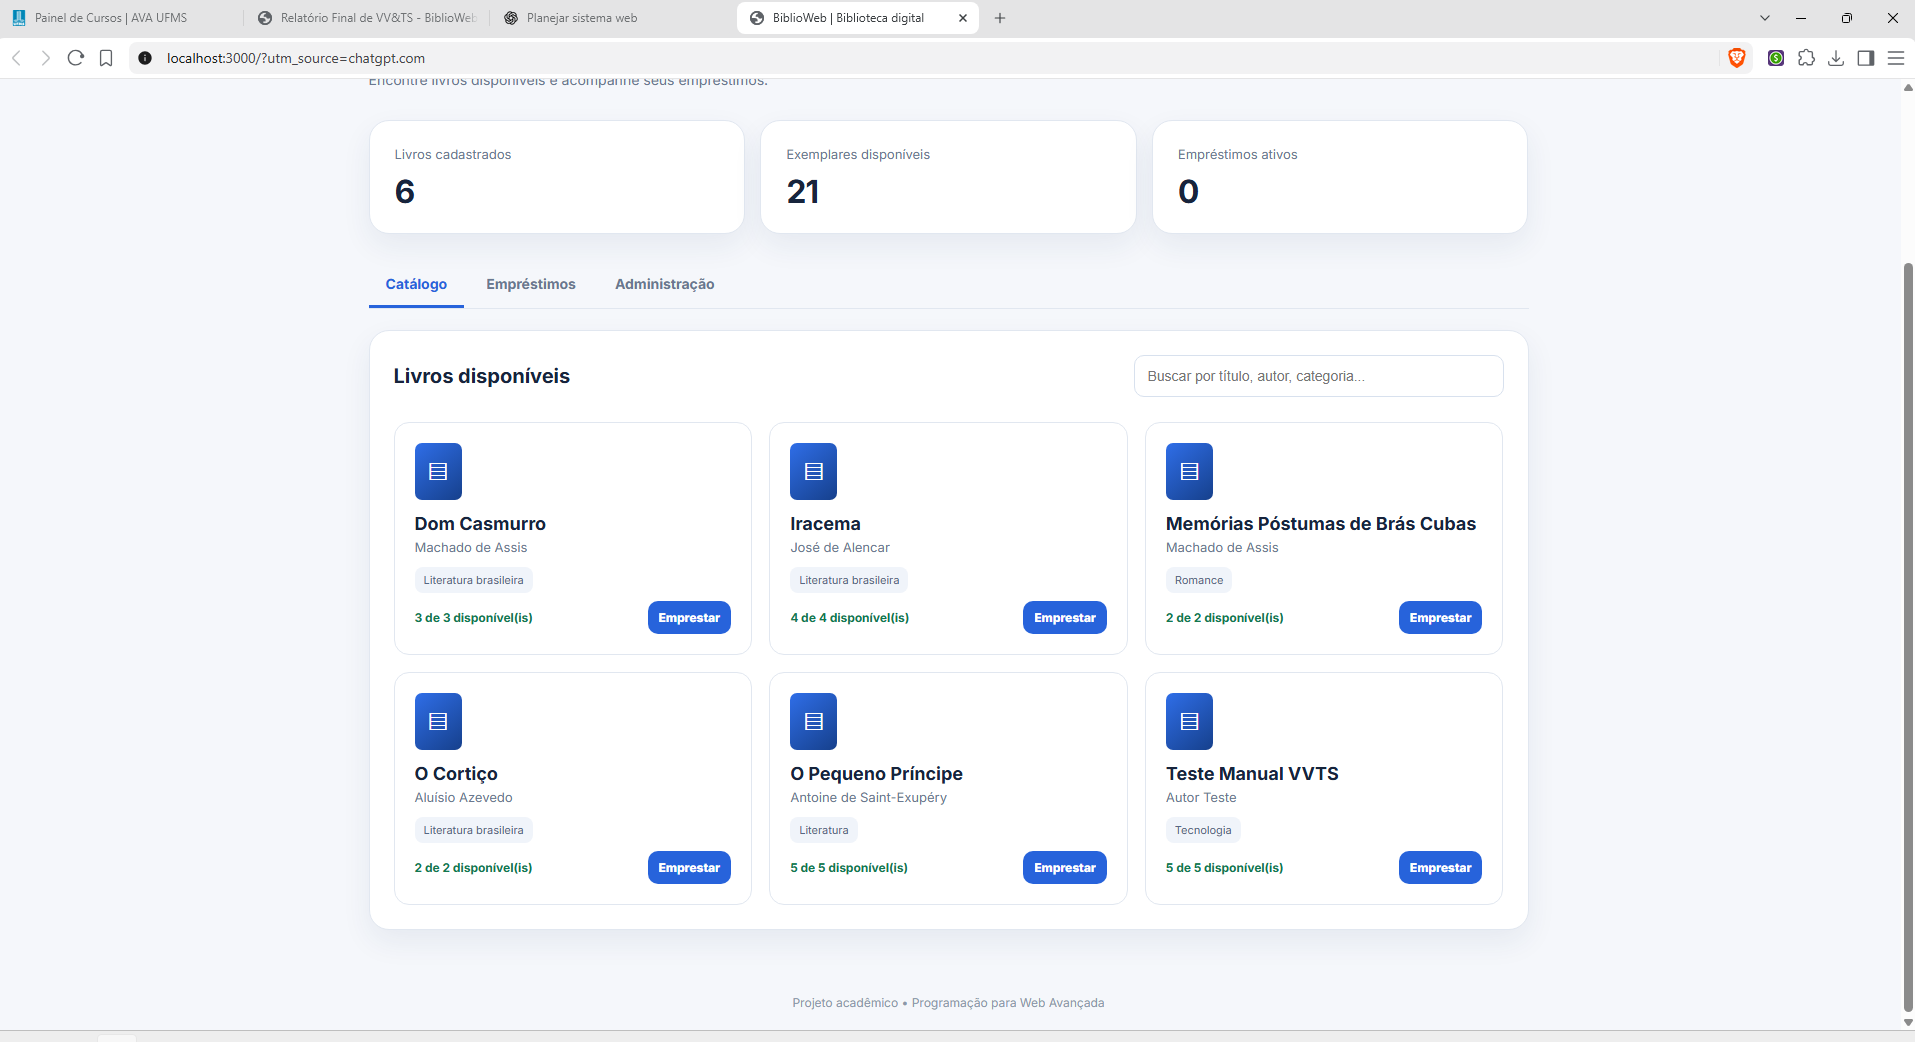 Painel de Cursos | AVA UFMS
Relatório Final de VV&TS - BiblioWeb
Planejar sistema web
BiblioWeb | Biblioteca digital
localhost:3000/?utm_source=chatgpt.com
Encontre livros disponíveis e acompanhe seus empréstimos.
Livros cadastrados
6
Exemplares disponíveis
21
Empréstimos ativos
0
Catálogo
Empréstimos
Administração
Livros disponíveis
Buscar por título, autor, categoria...
Dom Casmurro
Machado de Assis
Literatura brasileira
3 de 3 disponível(is)
Emprestar
Iracema
José de Alencar
Literatura brasileira
4 de 4 disponível(is)
Emprestar
Memórias Póstumas de Brás Cubas
Machado de Assis
Romance
2 de 2 disponível(is)
Emprestar
O Cortiço
Aluísio Azevedo
Literatura brasileira
2 de 2 disponível(is)
Emprestar
O Pequeno Príncipe
Antoine de Saint-Exupéry
Literatura
5 de 5 disponível(is)
Emprestar
Teste Manual VVTS
Autor Teste
Tecnologia
5 de 5 disponível(is)
Emprestar
Projeto acadêmico • Programação para Web Avançada